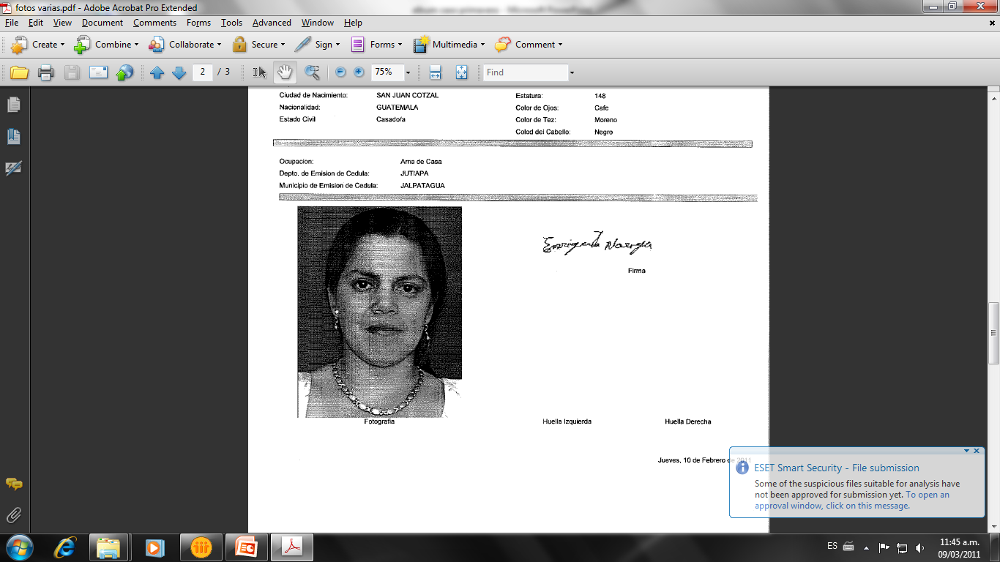 fotos varias.pdf - Adobe Acrobat Pro Extended
File Edit View Document Comments Forms Tools Advanced Window Help
Create Combine Collaborate Secure Sign Forms Multimedia Comment
2 / 3 75% Find
Ciudad de Nacimiento: SAN JUAN COTZAL Estatura: 148
Nacionalidad: GUATEMALA Color de Ojos: Cafe
Estado Civil Casado/a Color de Tez: Moreno
Colod del Cabello: Negro
Ocupacion: Ama de Casa
Depto. de Emision de Cedula: JUTIAPA
Municipio de Emision de Cedula: JALPATAGUA
Firma
Fotografia Huella Izquierda Huella Derecha
Jueves, 10 de Febrero de 2011
ESET Smart Security - File submission
Some of the suspicious files suitable for analysis have
not been approved for submission yet. To open an
approval window, click on this message.
ES 11:45 a.m.
09/03/2011